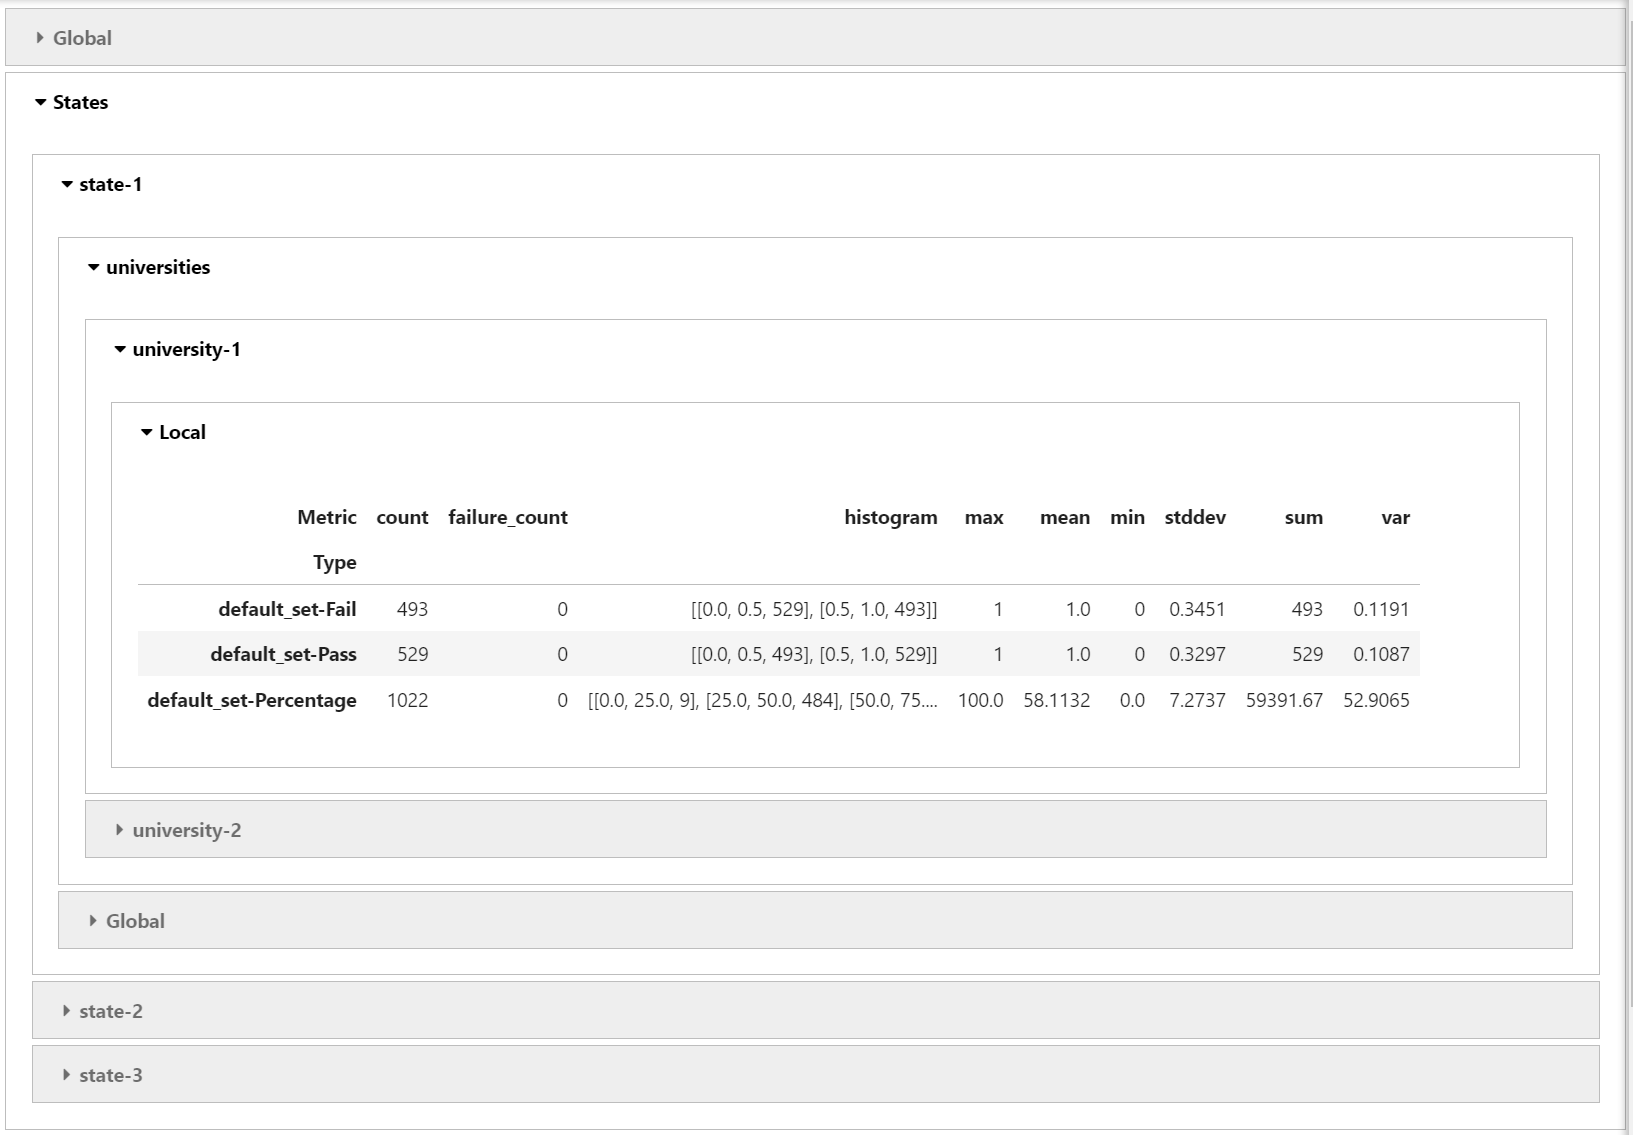 Global
States
state-1
universities
university-1
Local
Metric count failure_count histogram max mean min stddev sum var
Type
default_set-Fail 493 0 [[0.0, 0.5, 529], [0.5, 1.0, 493]] 1 1.0 0 0.3451 493 0.1191
default_set-Pass 529 0 [[0.0, 0.5, 493], [0.5, 1.0, 529]] 1 1.0 0 0.3297 529 0.1087
default_set-Percentage 1022 0 [[0.0, 25.0, 9], [25.0, 50.0, 484], [50.0, 75.... 100.0 58.1132 0.0 7.2737 59391.67 52.9065
university-2
Global
state-2
state-3